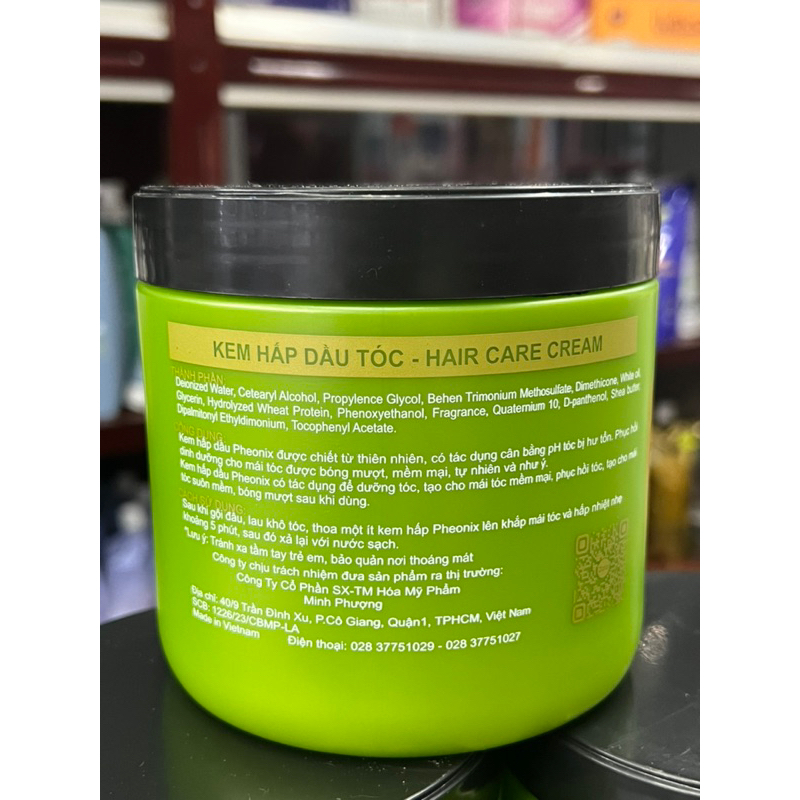 KEM HẤP DẦU TÓC - HAIR CARE CREAM
THÀNH PHẦN
Deionized Water, Cetearyl Alcohol, Propylence Glycol, Behen Trimonium Methosulfate, Dimethicone, White oil,
Glycerin, Hydrolyzed Wheat Protein, Phenoxyethanol, Fragrance, Quaternium 10, D-panthenol, Shea butter,
Dipalmitonyl Ethyldimonium, Tocophenyl Acetate.
CÔNG DỤNG
Kem hấp dầu Pheonix được chiết từ thiên nhiên, có tác dụng cân bằng pH tóc bị hư tổn. Phục hồi
dinh dưỡng cho mái tóc được bóng mượt, mềm mại, tự nhiên và như ý.
Kem hấp dầu Pheonix có tác dụng để dưỡng tóc, tạo cho mái tóc mềm mại, phục hồi tóc, tạo cho mái
tóc suôn mềm, bóng mượt sau khi dùng.
CÁCH SỬ DỤNG
Sau khi gội đầu, lau khô tóc, thoa một ít kem hấp Pheonix lên khắp mái tóc và hấp nhiệt nhẹ
khoảng 5 phút, sau đó xả lại với nước sạch.
*Lưu ý: Tránh xa tầm tay trẻ em, bảo quản nơi thoáng mát
Công ty chịu trách nhiệm đưa sản phẩm ra thị trường:
Công Ty Cổ Phần SX-TM Hóa Mỹ Phẩm
Minh Phượng
Địa chỉ: 40/9 Trần Đình Xu, P.Cô Giang, Quận1, TPHCM, Việt Nam
SCB: 1226/23/CBMP-LA
Made in Vietnam
Điện thoại: 028 37751029 - 028 37751027